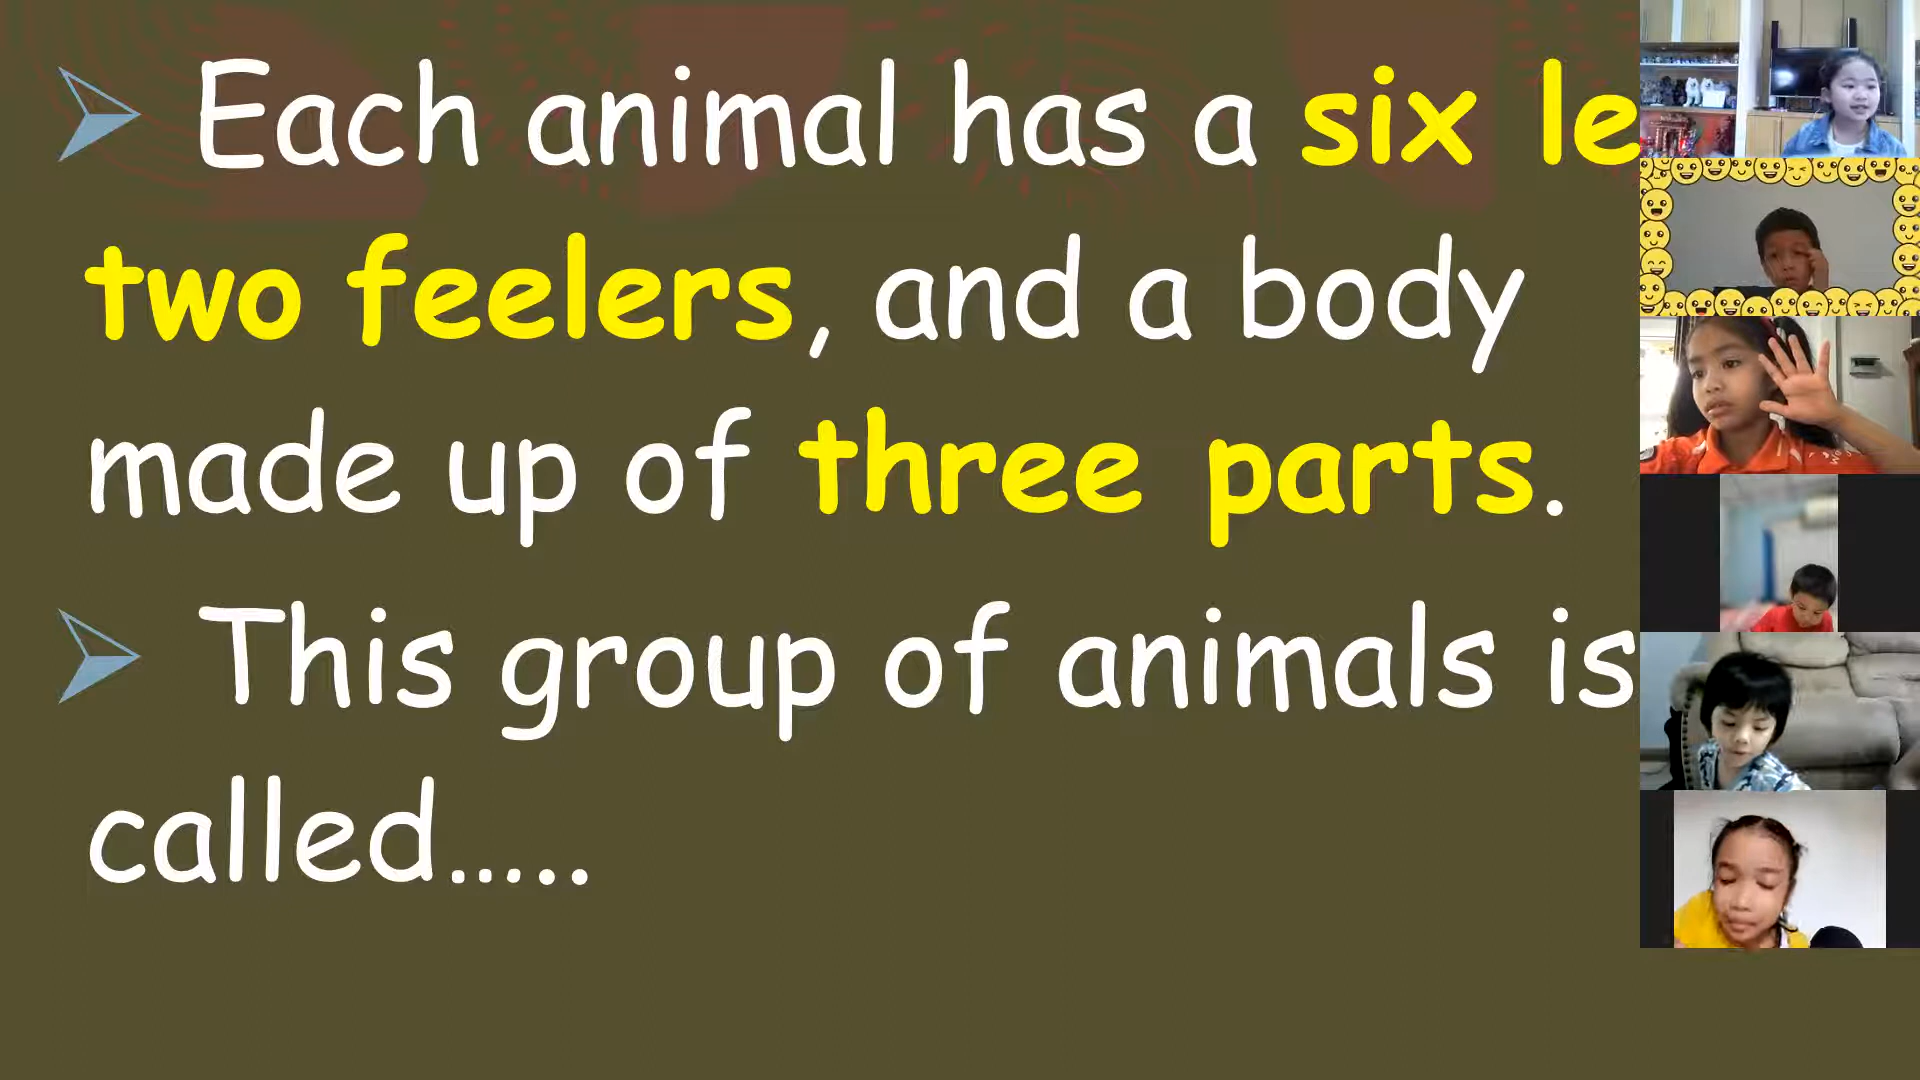 Each animal has a six le
two feelers, and a body
made up of three parts.
This group of animals is
called.....